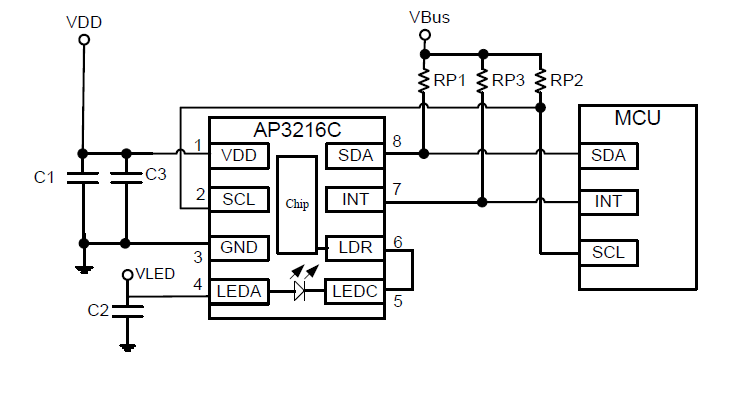 VDD
VBus
RP1
RP3
RP2
AP3216C
MCU
C1
C3
1
VDD
SDA
8
SDA
2
SCL
Chip
INT
7
INT
3
GND
LDR
6
SCL
VLED
4
LEDA
LEDC
5
C2